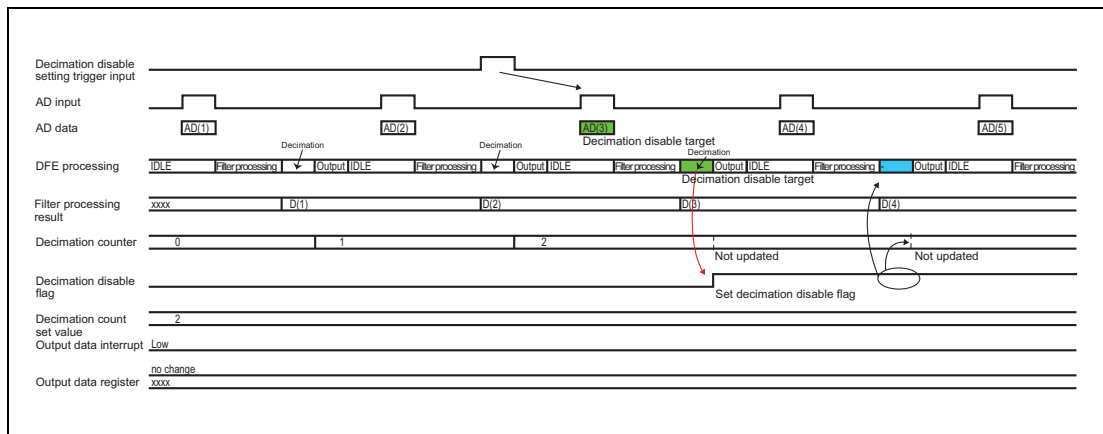 Decimation disable
setting trigger input
AD input
AD data
AD(1)
AD(2)
AD(3)
AD(4)
AD(5)
Decimation disable target
Decimation
Decimation
Decimation
DFE processing
IDLE
Filter processing
Output
IDLE
Filter processing
Output
IDLE
Filter processing
Output
IDLE
Filter processing
-
Output
IDLE
Filter processing
Decimation disable target
Filter processing
result
xxxx
D(1)
D(2)
D(3)
D(4)
Decimation counter
0
1
2
Not updated
Not updated
Decimation disable
flag
Set decimation disable flag
Decimation count
set value
2
Output data interrupt
Low
no change
Output data register
xxxx